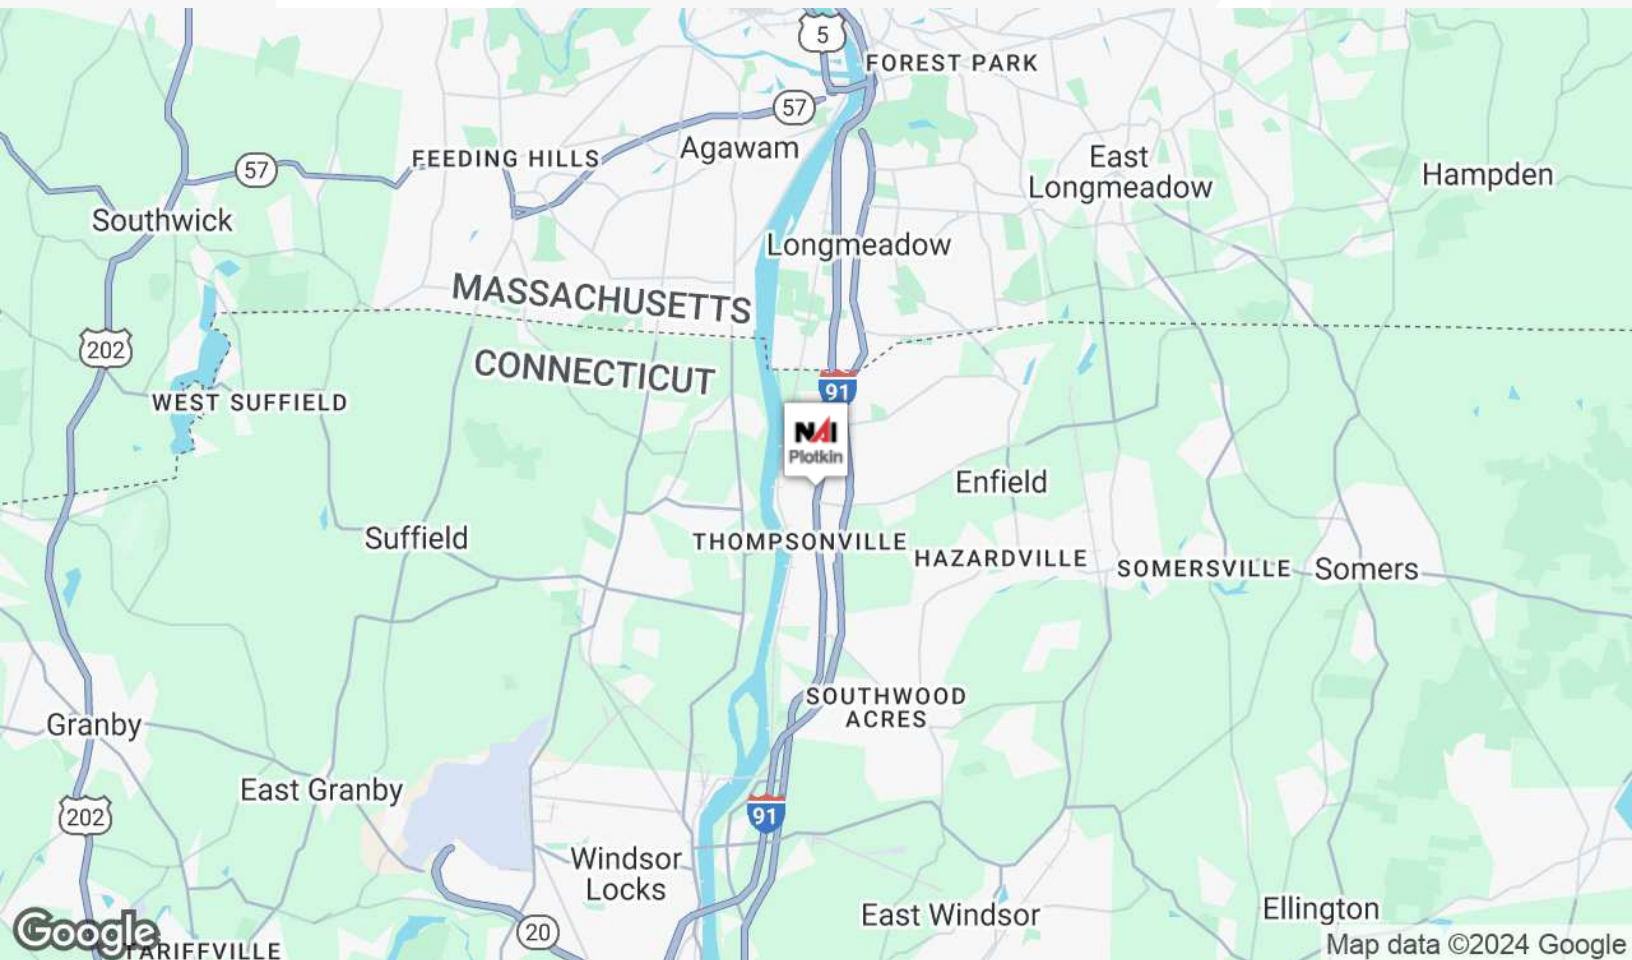 5
FOREST PARK
57
Agawam
FEEDING HILLS
57
East
Longmeadow
Hampden
Southwick
Longmeadow
MASSACHUSETTS
202
CONNECTICUT
91
WEST SUFFIELD
NAI
Plotkin
Enfield
Suffield
THOMPSONVILLE
HAZARDVILLE
SOMERSVILLE
Somers
SOUTHWOOD
ACRES
Granby
East Granby
202
91
Windsor
Locks
East Windsor
Ellington
20
Google
TARIFFVILLE
Map data ©2024 Google